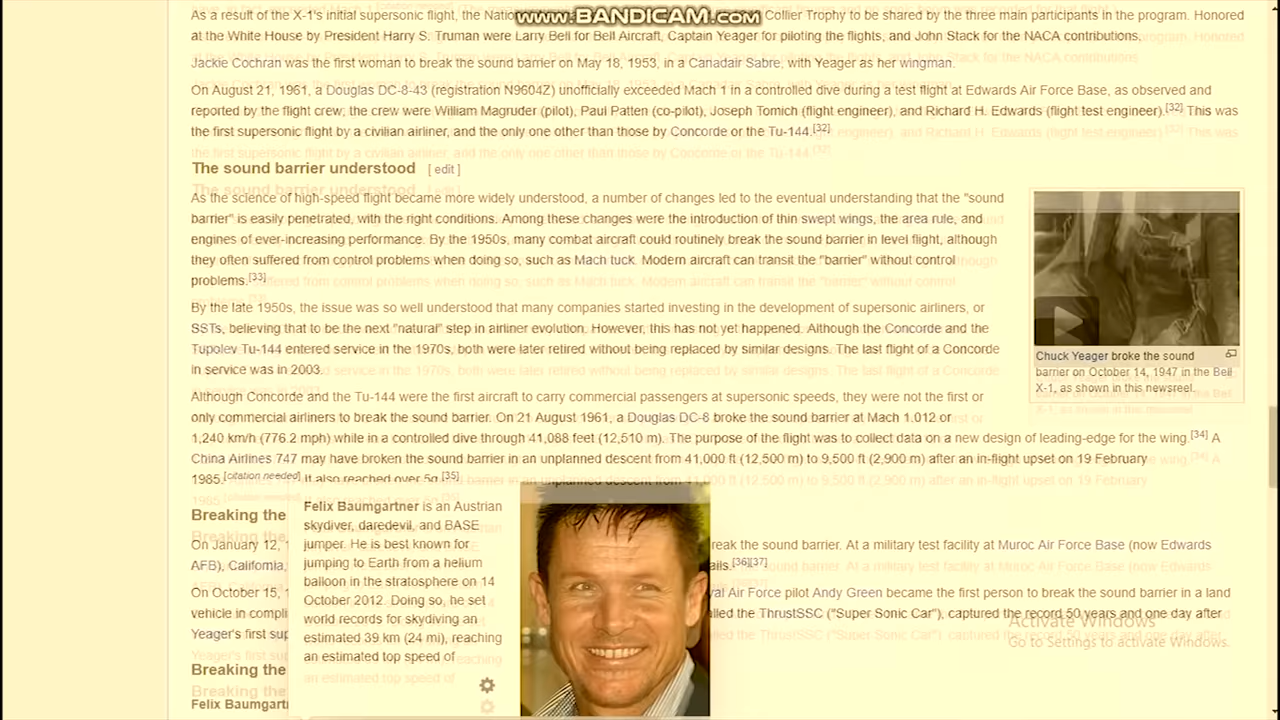 www.BANDICAM.com
As a result of the X-1's initial supersonic flight, the Natio Collier Trophy to be shared by the three main participants in the program. Honored
at the White House by President Harry S. Truman were Larry Bell for Bell Aircraft, Captain Yeager for piloting the flights, and John Stack for the NACA contributions.
Jackie Cochran was the first woman to break the sound barrier on May 18, 1953, in a Canadair Sabre, with Yeager as her wingman.
On August 21, 1961, a Douglas DC-8-43 (registration N9604Z) unofficially exceeded Mach 1 in a controlled dive during a test flight at Edwards Air Force Base, as observed and
reported by the flight crew; the crew were William Magruder (pilot), Paul Patten (co-pilot), Joseph Tomich (flight engineer), and Richard H. Edwards (flight test engineer).[32] This was
the first supersonic flight by a civilian airliner, and the only one other than those by Concorde or the Tu-144.[32]
The sound barrier understood [ edit ]
As the science of high-speed flight became more widely understood, a number of changes led to the eventual understanding that the "sound
barrier" is easily penetrated, with the right conditions. Among these changes were the introduction of thin swept wings, the area rule, and
engines of ever-increasing performance. By the 1950s, many combat aircraft could routinely break the sound barrier in level flight, although
they often suffered from control problems when doing so, such as Mach tuck. Modern aircraft can transit the "barrier" without control
problems.[33]
By the late 1950s, the issue was so well understood that many companies started investing in the development of supersonic airliners, or
SSTs, believing that to be the next "natural" step in airliner evolution. However, this has not yet happened. Although the Concorde and the
Tupolev Tu-144 entered service in the 1970s, both were later retired without being replaced by similar designs. The last flight of a Concorde
in service was in 2003.
Chuck Yeager broke the sound
barrier on October 14, 1947 in the Bell
X-1, as shown in this newsreel.
Although Concorde and the Tu-144 were the first aircraft to carry commercial passengers at supersonic speeds, they were not the first or
only commercial airliners to break the sound barrier. On 21 August 1961, a Douglas DC-8 broke the sound barrier at Mach 1.012 or
1,240 km/h (776.2 mph) while in a controlled dive through 41,088 feet (12,510 m). The purpose of the flight was to collect data on a new design of leading-edge for the wing.[34] A
China Airlines 747 may have broken the sound barrier in an unplanned descent from 41,000 ft (12,500 m) to 9,500 ft (2,900 m) after an in-flight upset on 19 February
1985.[citation needed] It also reached over 5g.[35]
Breaking the
On January 12, 1 reak the sound barrier. At a military test facility at Muroc Air Force Base (now Edwards
AFB), California, ails.[36][37]
On October 15, 1 val Air Force pilot Andy Green became the first person to break the sound barrier in a land
vehicle in compli lled the ThrustSSC ("Super Sonic Car"), captured the record 50 years and one day after
Yeager's first sup
Breaking the
Felix Baumgartn
Felix Baumgartner is an Austrian
skydiver, daredevil, and BASE
jumper. He is best known for
jumping to Earth from a helium
balloon in the stratosphere on 14
October 2012. Doing so, he set
world records for skydiving an
estimated 39 km (24 mi), reaching
an estimated top speed of
Activate Windows
Go to Settings to activate Windows.